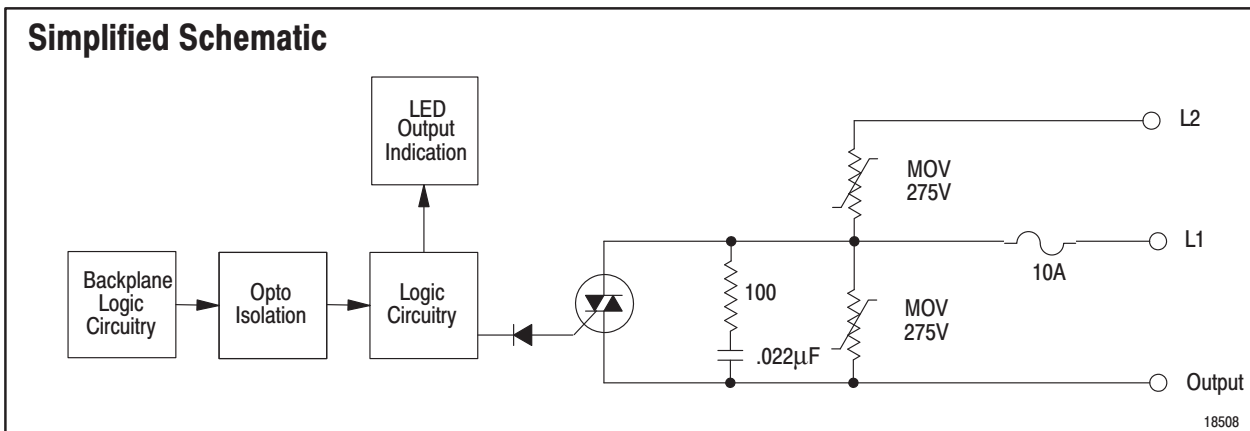 Simplified Schematic
LED
Output
Indication
L2
MOV
275V
L1
10A
Backplane
Logic
Circuitry
Opto
Isolation
Logic
Circuitry
100
.022µF
MOV
275V
Output
18508